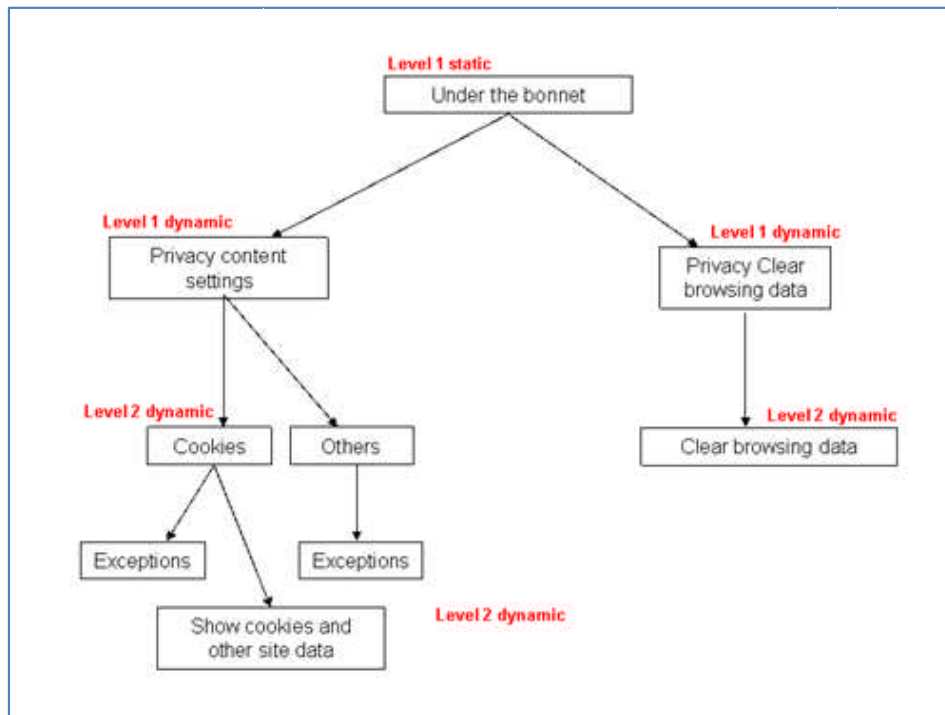 Level 1 static
Under the bonnet
Level 1 dynamic
Privacy content
settings
Level 1 dynamic
Privacy Clear
browsing data
Level 2 dynamic
Cookies
Others
Level 2 dynamic
Clear browsing data
Exceptions
Exceptions
Show cookies and
other site data
Level 2 dynamic